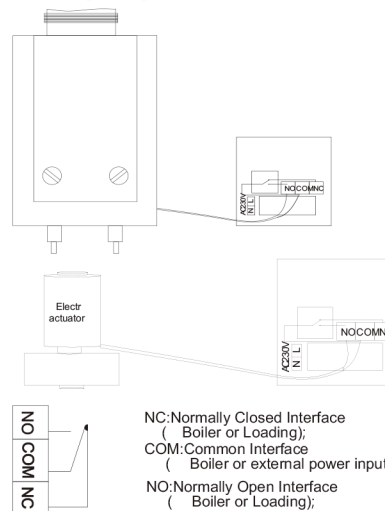 NO COM NC
AC230V
N L
Electr
actuator
NO COM N
AC230V
N L
NO COM NC
NC:Normally Closed Interface
( Boiler or Loading);
COM:Common Interface
( Boiler or external power input
NO:Normally Open Interface
( Boiler or Loading);